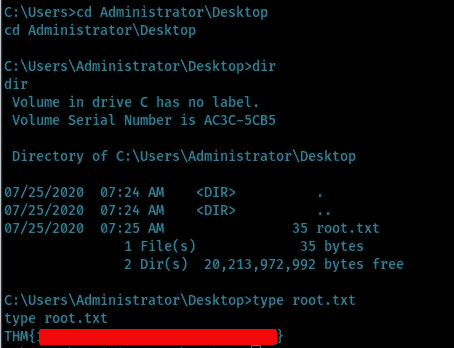 C:\Users>cd Administrator\Desktop
cd Administrator\Desktop
C:\Users\Administrator\Desktop>dir
dir
Volume in drive C has no label.
Volume Serial Number is AC3C-5CB5
Directory of C:\Users\Administrator\Desktop
07/25/2020  07:24 AM    <DIR>          .
07/25/2020  07:24 AM    <DIR>          ..
07/25/2020  07:25 AM                35 root.txt
1 File(s)             35 bytes
2 Dir(s)  20,213,972,992 bytes free
C:\Users\Administrator\Desktop>type root.txt
type root.txt
THM{ }